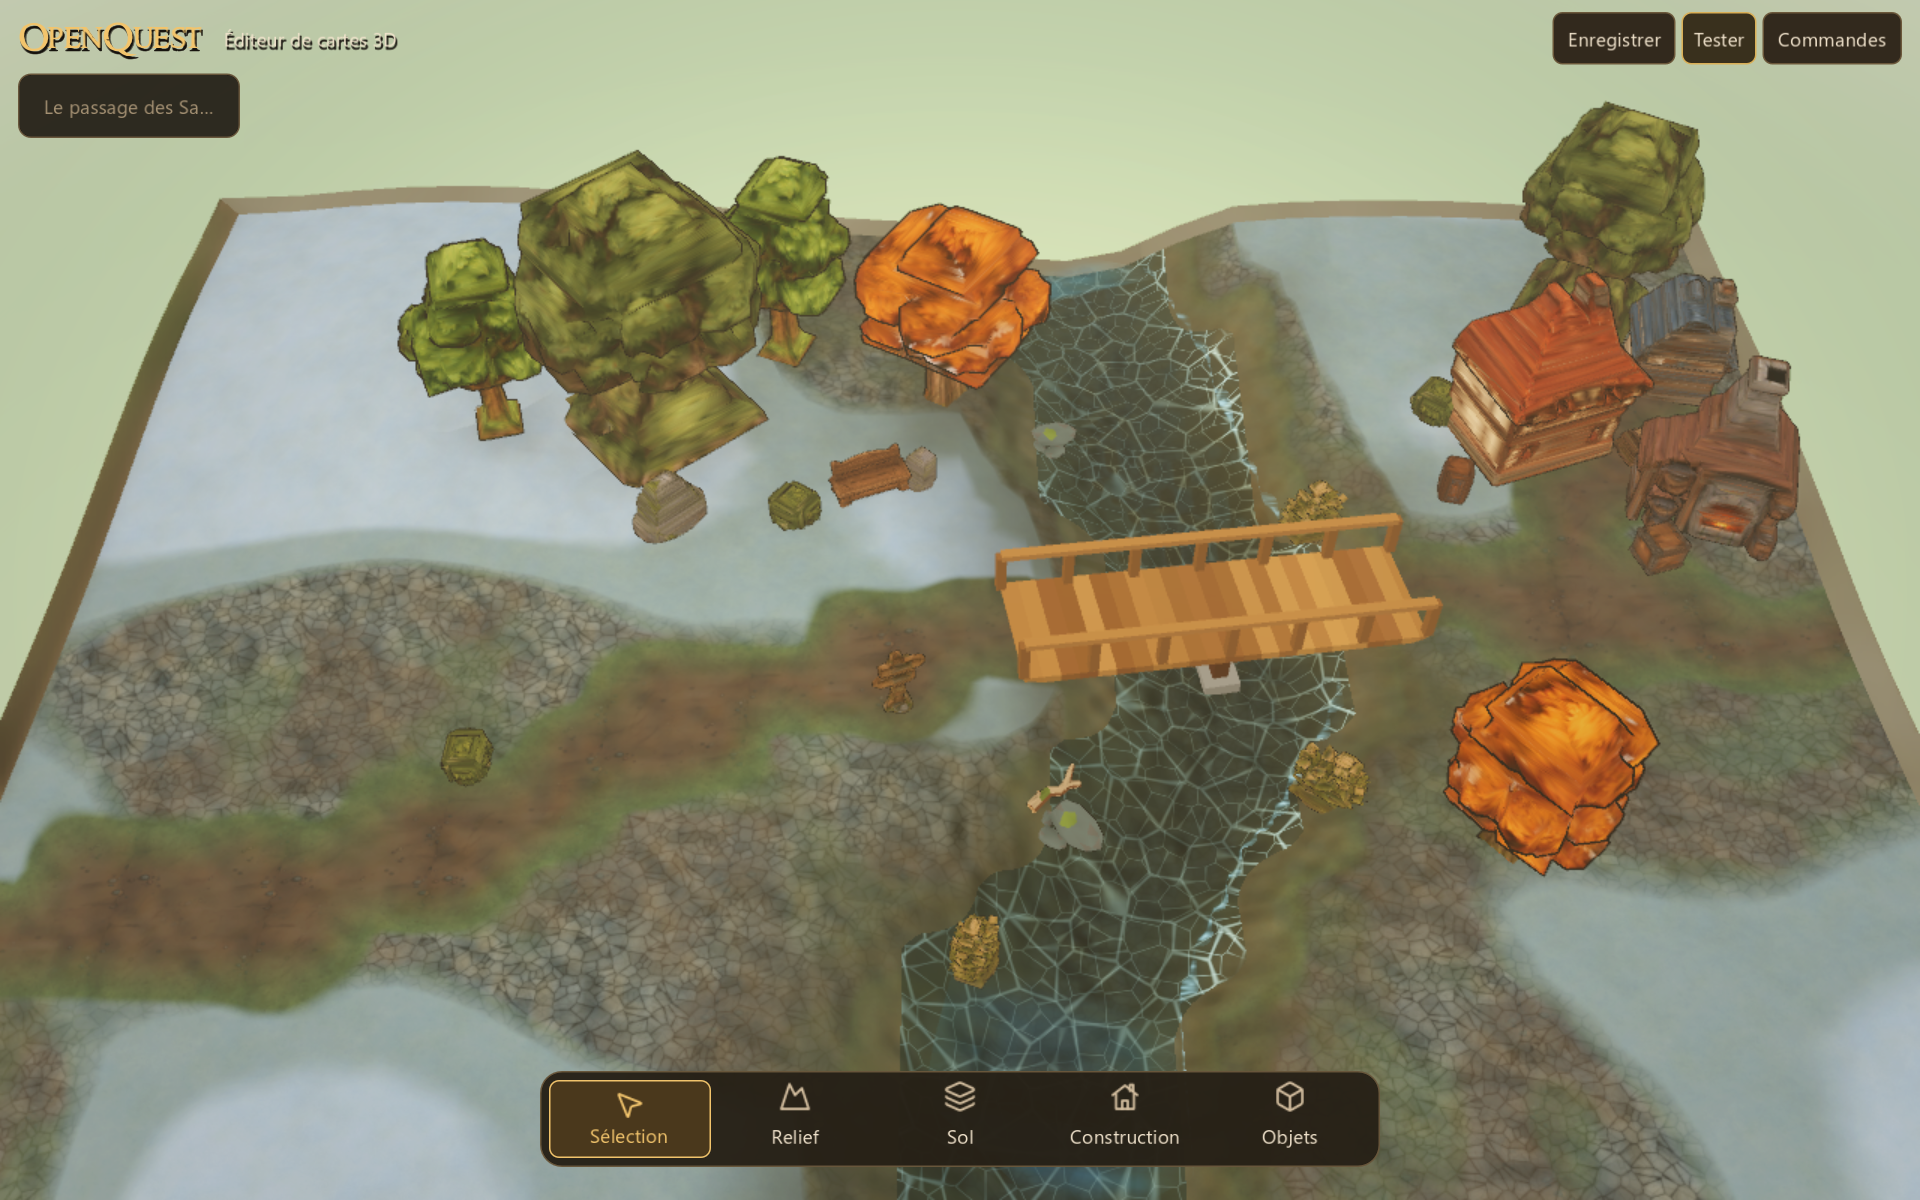 OPENQUEST Éditeur de cartes 3D
Enregistrer Tester Commandes
Le passage des Sa...
Sélection Relief Sol Construction Objets